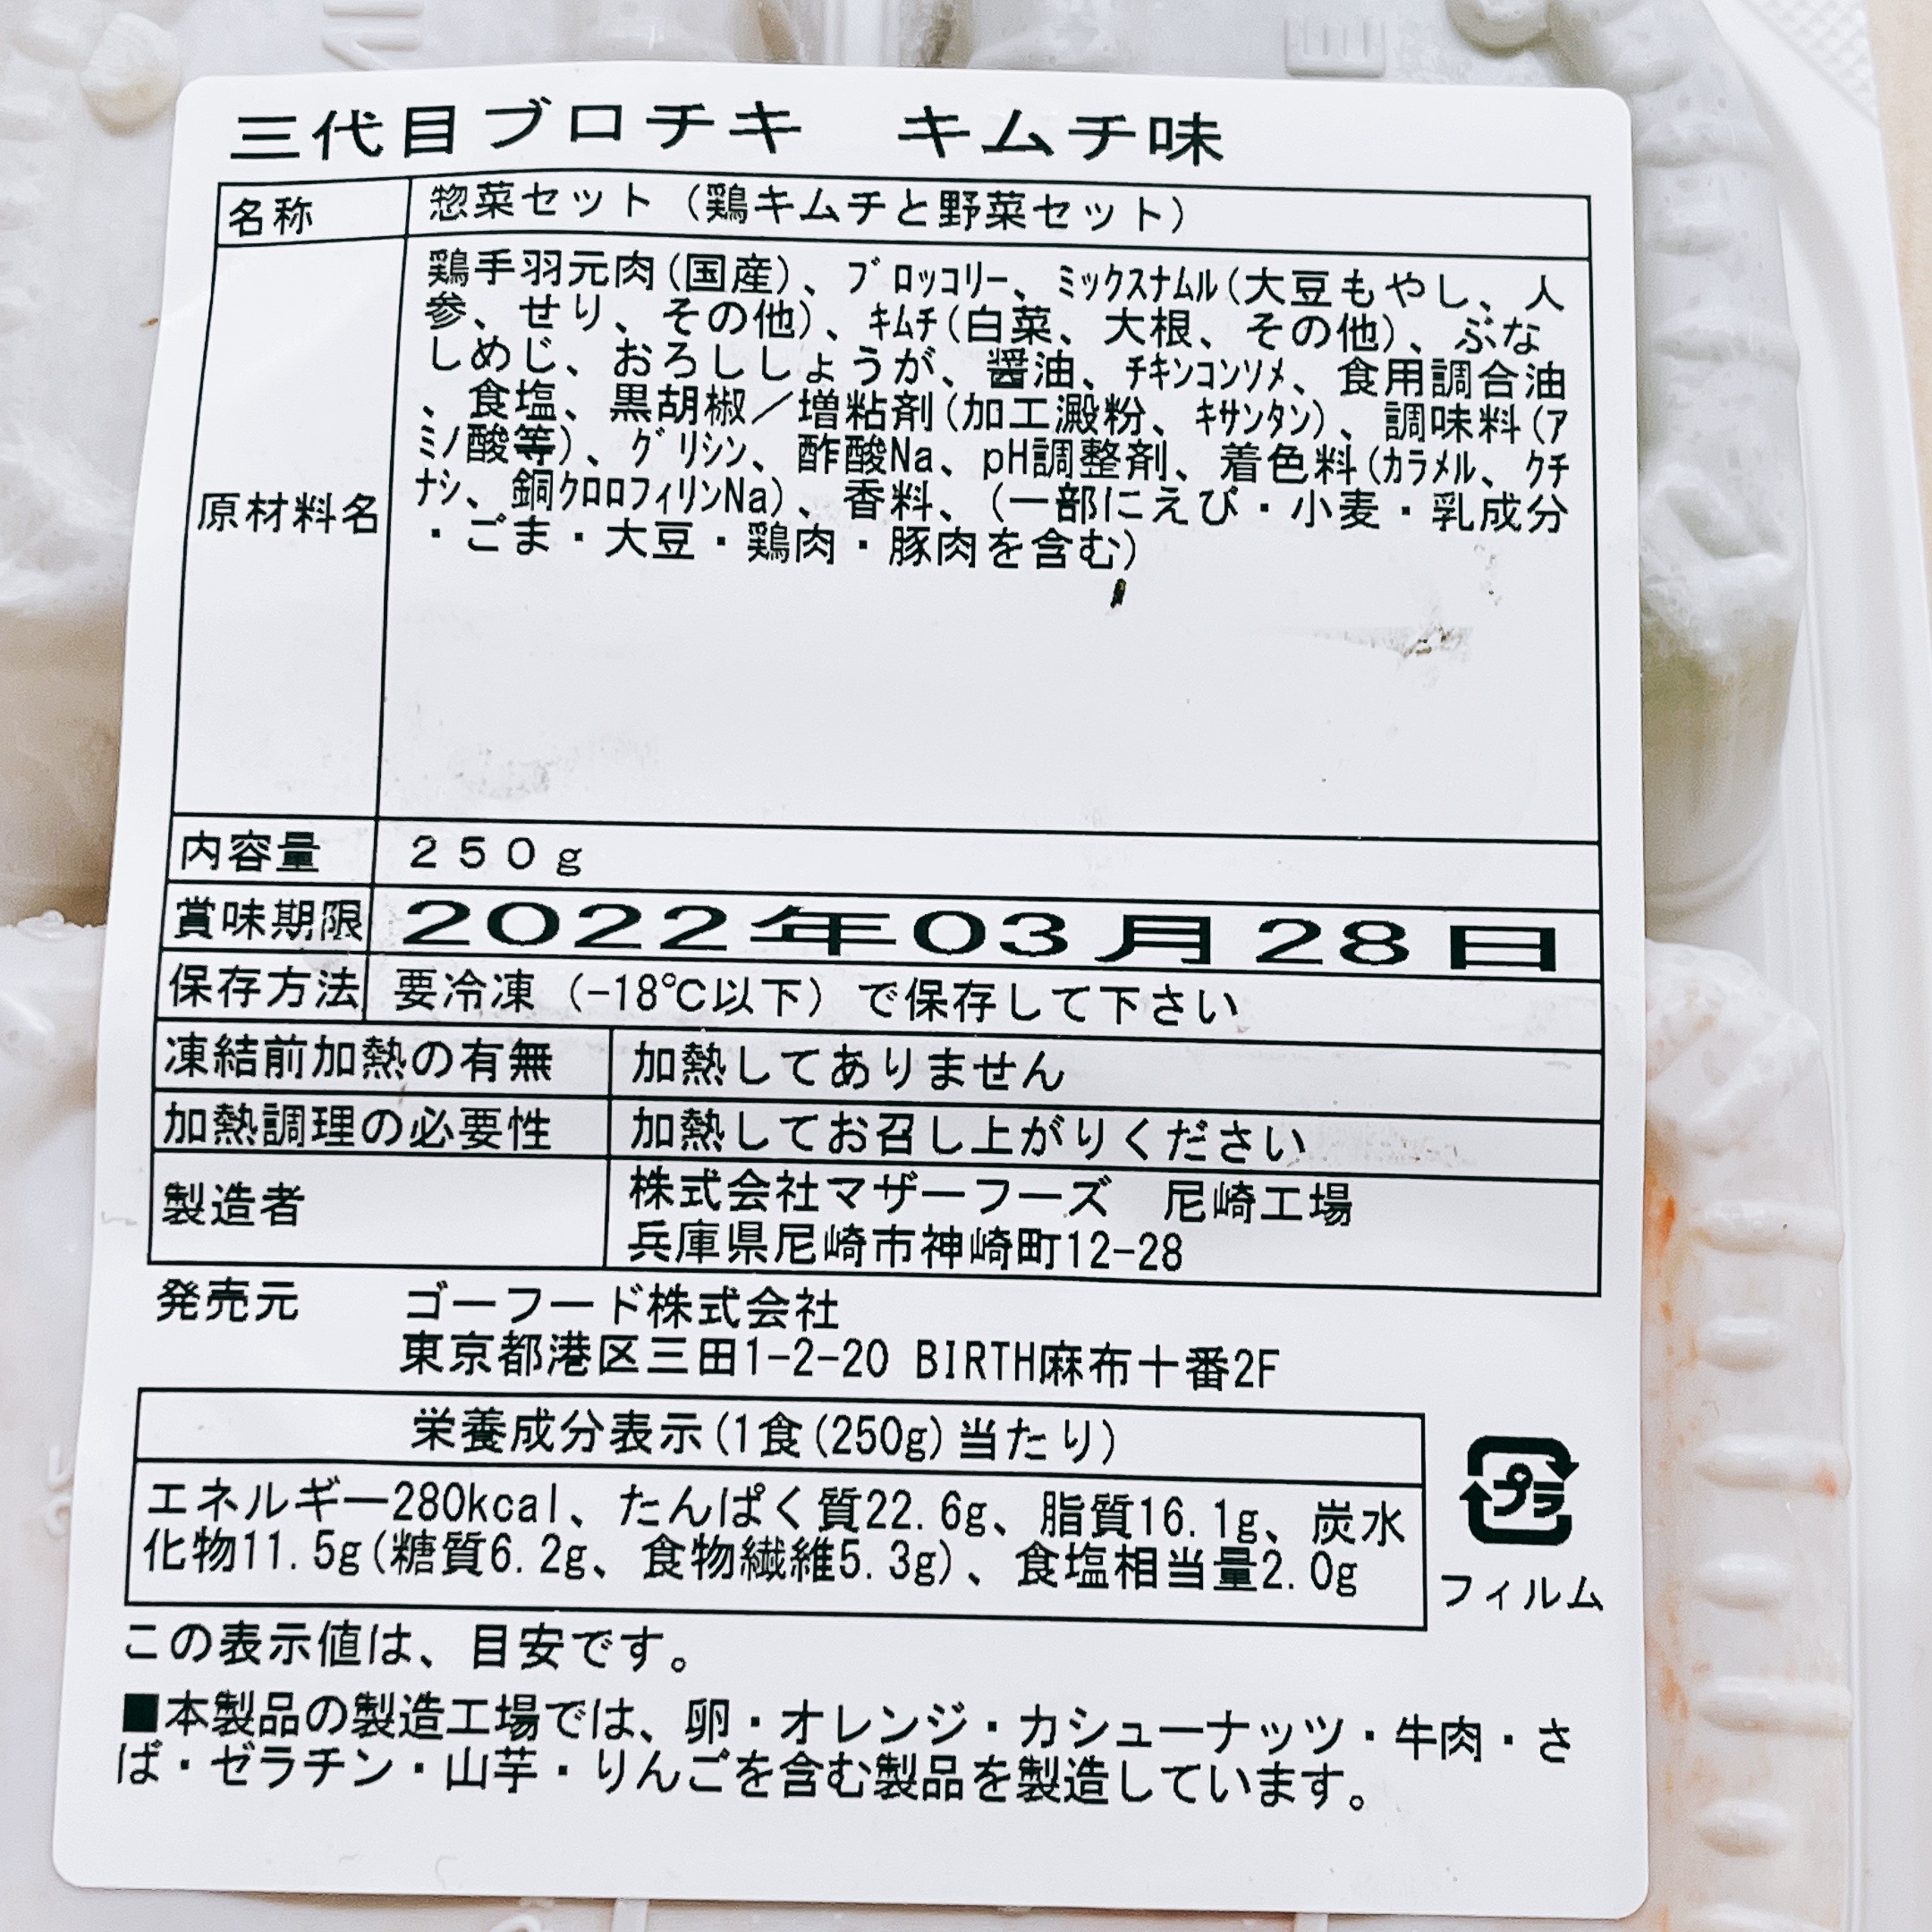 三代目ブロチキ　キムチ味
名称 惣菜セット（鶏キムチと野菜セット）
原材料名
鶏手羽元肉(国産)、ﾌﾞﾛｯｺﾘｰ、ﾐｯｸｽﾅﾑﾙ(大豆もやし、人
参、せり、その他)、ｷﾑﾁ(白菜、大根、その他)、ぶな
しめじ、おろししょうが、醤油、ﾁｷﾝｺﾝｿﾒ、食用調合油
、食塩、黒胡椒／増粘剤(加工澱粉、ｷｻﾝﾀﾝ)、調味料(ｱ
ﾐﾉ酸等)、ｸﾞﾘｼﾝ、酢酸Na、pH調整剤、着色料(ｶﾗﾒﾙ、ｸﾁ
ﾅｼ、銅ｸﾛﾛﾌｨﾘﾝNa)、香料、(一部にえび・小麦・乳成分
・ごま・大豆・鶏肉・豚肉を含む)
内容量 ２５０ｇ
賞味期限 2022年03月28日
保存方法 要冷凍（-18℃以下）で保存して下さい
凍結前加熱の有無 加熱してありません
加熱調理の必要性 加熱してお召し上がりください
製造者 株式会社マザーフーズ　尼崎工場
兵庫県尼崎市神崎町12-28
発売元 ゴーフード株式会社
東京都港区三田1-2-20 BIRTH麻布十番2F
栄養成分表示(1食(250g)当たり)
エネルギー280kcal、たんぱく質22.6g、脂質16.1g、炭水
化物11.5g(糖質6.2g、食物繊維5.3g)、食塩相当量2.0g
プラ
フィルム
この表示値は、目安です。
■本製品の製造工場では、卵・オレンジ・カシューナッツ・牛肉・さ
ば・ゼラチン・山芋・りんごを含む製品を製造しています。